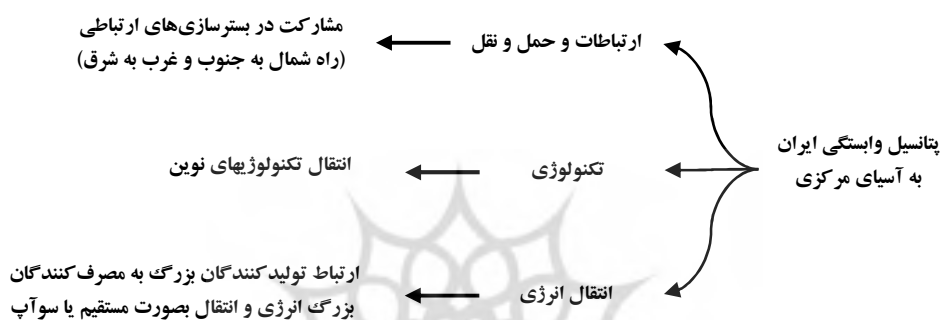 پتانسیل وابستگی ایران
به آسیای مرکزی
ارتباطات و حمل و نقل
مشارکت در بسترسازی‌های ارتباطی
(راه شمال به جنوب و غرب به شرق)
تکنولوژی
انتقال تکنولوژیهای نوین
انتقال انرژی
ارتباط تولیدکنندگان بزرگ به مصرف‌کنندگان
بزرگ انرژی و انتقال بصورت مستقیم یا سوآپ